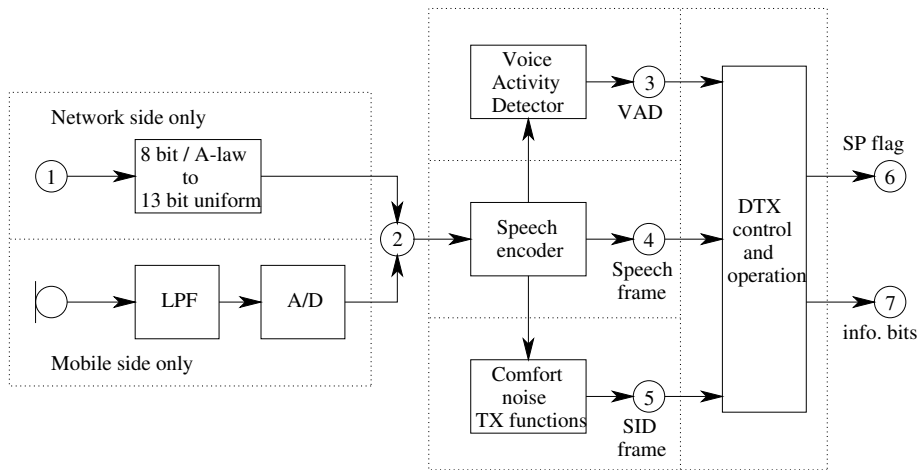 Network side only
1
8 bit / A-law
to
13 bit uniform
2
LPF
A/D
Mobile side only
Voice
Activity
Detector
3
VAD
Speech
encoder
4
Speech
frame
Comfort
noise
TX functions
5
SID
frame
DTX
control
and
operation
SP flag
6
7
info. bits